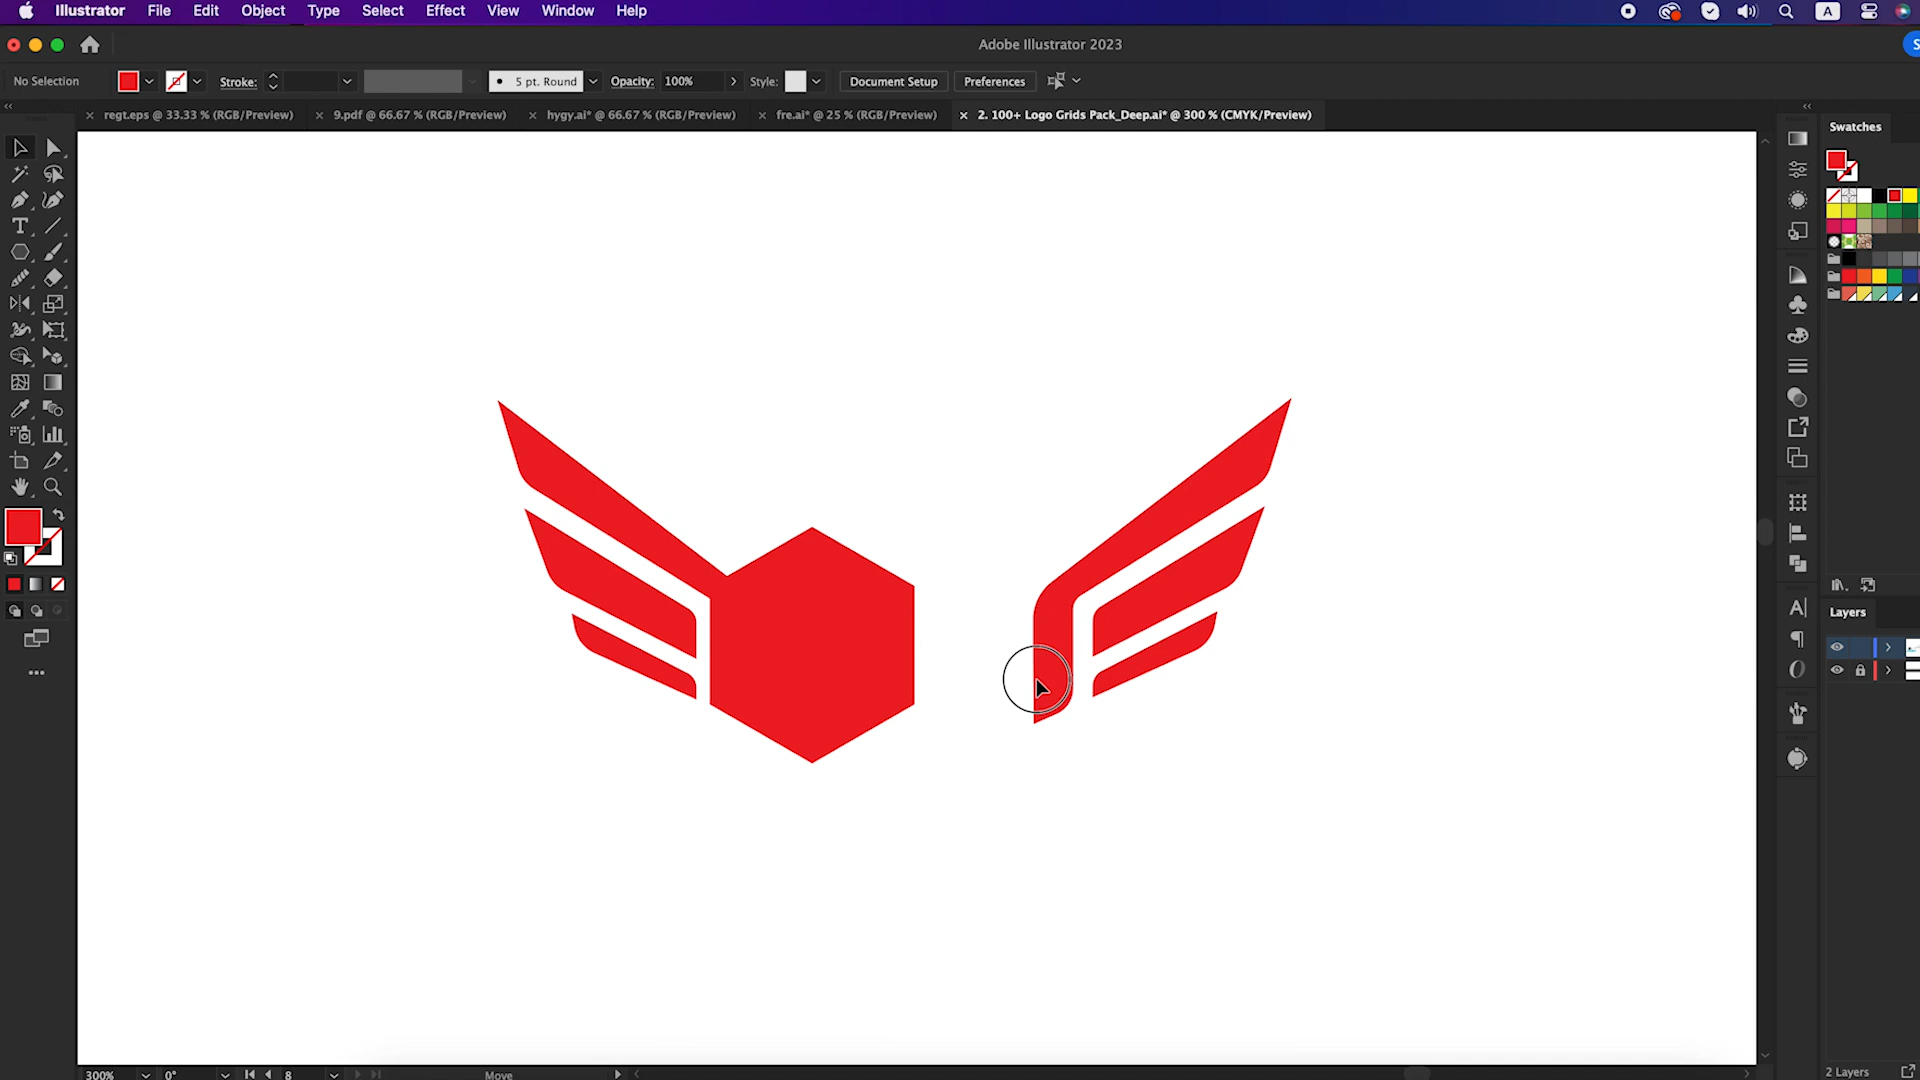 Illustrator File Edit Object Type Select Effect View Window Help A
Adobe Illustrator 2023 S
No Selection Stroke: 5 pt. Round Opacity: 100% Style: Document Setup Preferences
regt.eps @ 33.33 % (RGB/Preview) 9.pdf @ 66.67 % (RGB/Preview) hygy.ai* @ 66.67 % (RGB/Preview) fre.ai* @ 25 % (RGB/Preview) 2. 100+ Logo Grids Pack_Deep.ai* @ 300 % (CMYK/Preview)
Swatches
Layers
300% 0° 8 Move 2 Layers